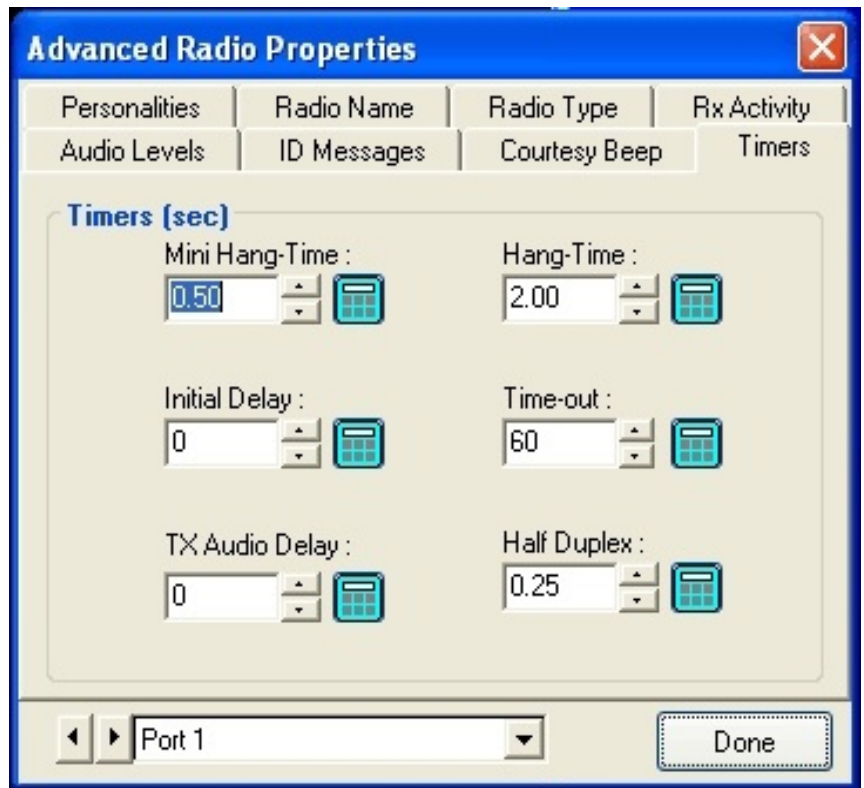 Advanced Radio Properties
Personalities Radio Name Radio Type Rx Activity
Audio Levels ID Messages Courtesy Beep Timers
Timers (sec)
Mini Hang-Time : Hang-Time :
0.50 2.00
Initial Delay : Time-out :
0 60
TX Audio Delay : Half Duplex :
0 0.25
Port 1 Done